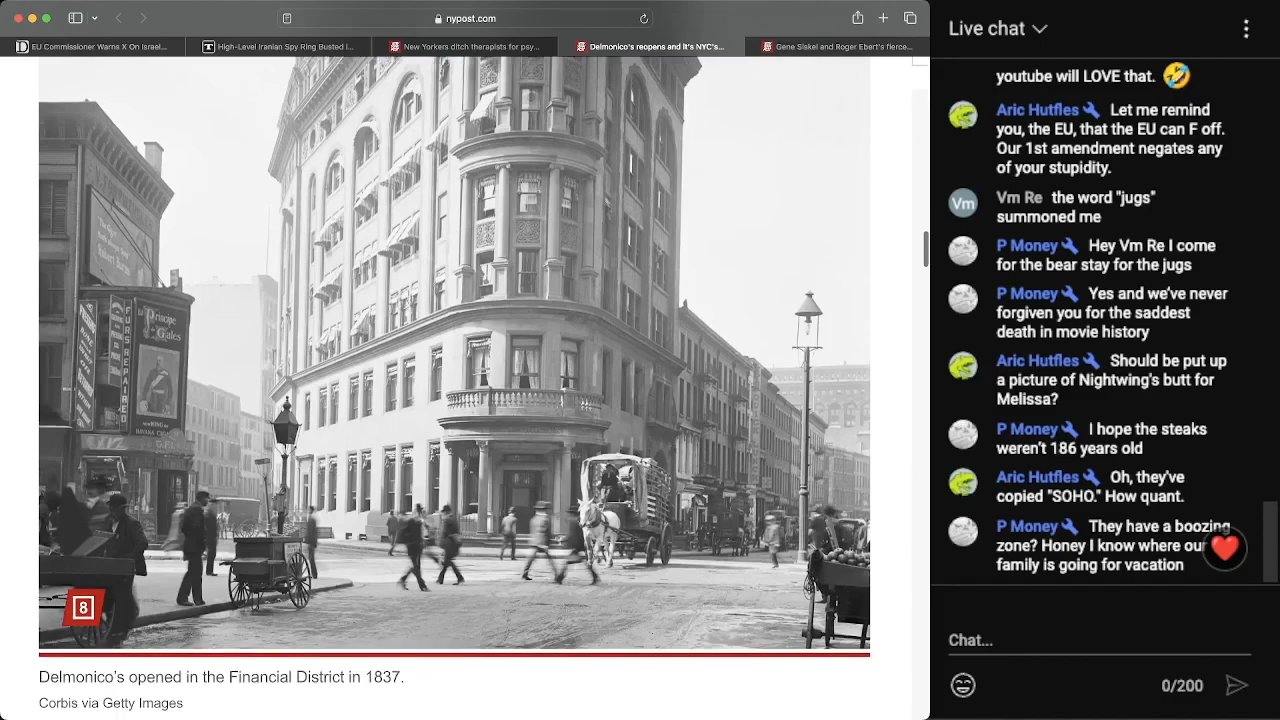 nypost.com
EU Commissioner Warns X On Israel...
High-Level Iranian Spy Ring Busted i...
New Yorkers ditch therapists for psy...
Delmonico's reopens and it's NYC's...
Gene Siskel and Roger Ebert's fierce...
Principe
Gales
FURS REPAIRED
8
Delmonico's opened in the Financial District in 1837.
Corbis via Getty Images
Live chat
youtube will LOVE that. 🤣
Aric Hutfles Let me remind
you, the EU, that the EU can F off.
Our 1st amendment negates any
of your stupidity.
Vm
Vm Re the word "jugs"
summoned me
P Money Hey Vm Re I come
for the bear stay for the jugs
P Money Yes and we've never
forgiven you for the saddest
death in movie history
Aric Hutfles Should be put up
a picture of Nightwing's butt for
Melissa?
P Money I hope the steaks
weren't 186 years old
Aric Hutfles Oh, they've
copied "SOHO." How quant.
P Money They have a boozing
zone? Honey I know where our
family is going for vacation
Chat...
0/200